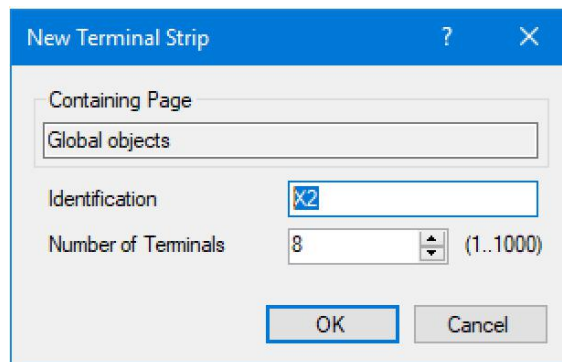 New Terminal Strip ?
Containing Page
Global objects
Identification X2
Number of Terminals 8 (1..1000)
OK Cancel